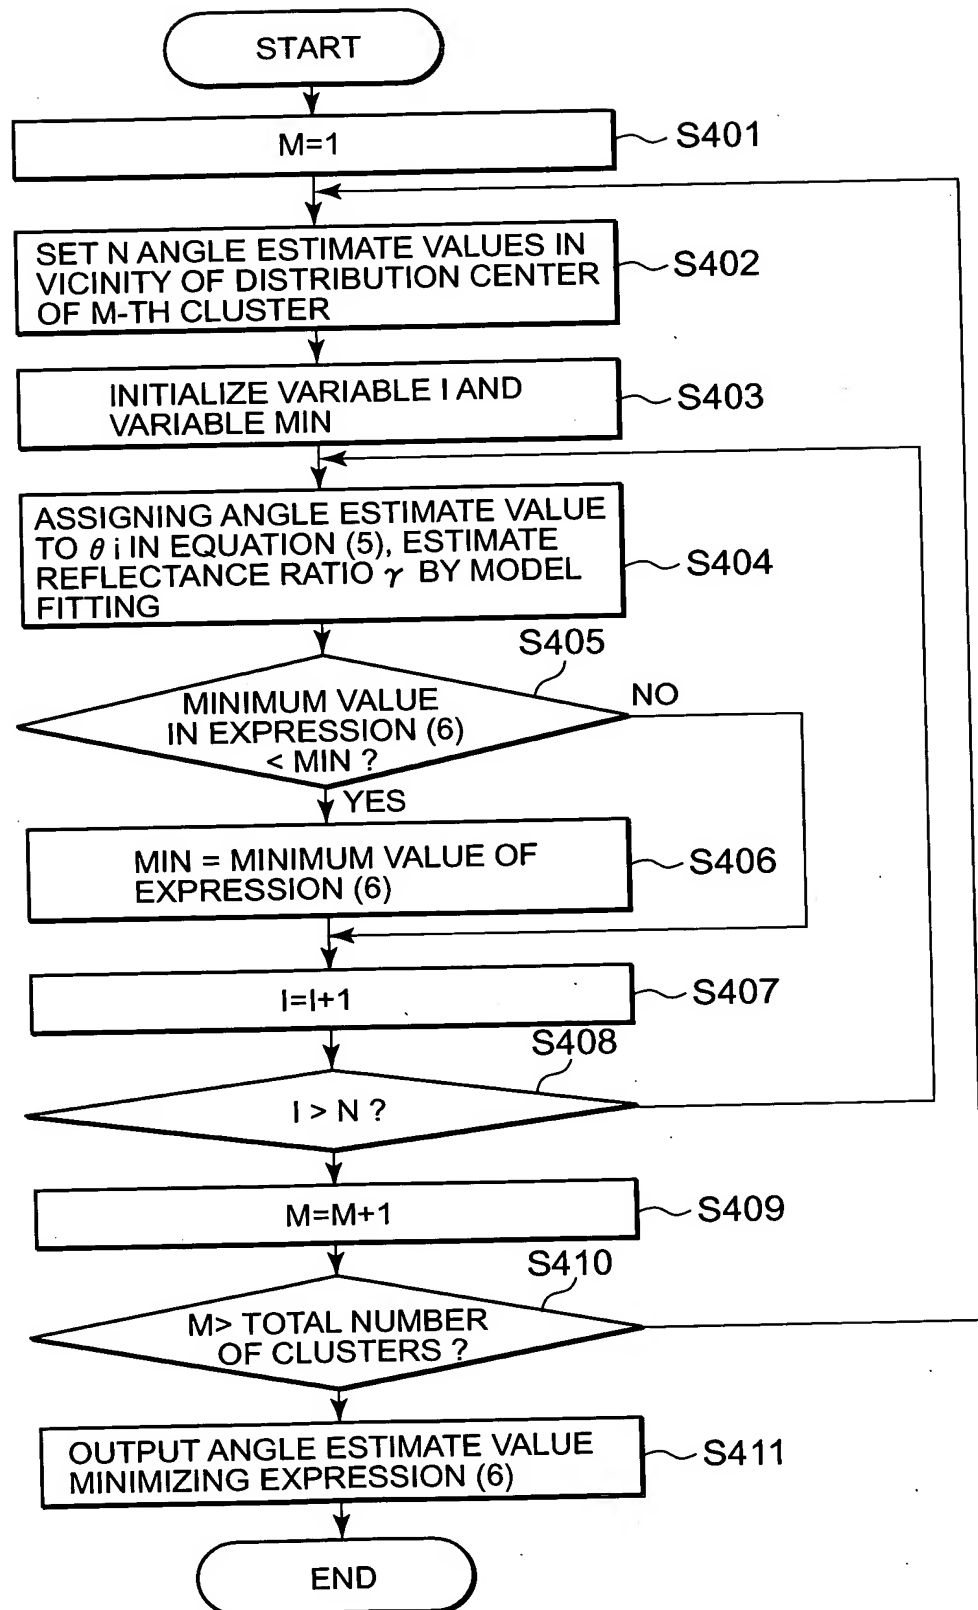 START
M=1
S401
SET N ANGLE ESTIMATE VALUES IN
VICINITY OF DISTRIBUTION CENTER
OF M-TH CLUSTER
S402
INITIALIZE VARIABLE I AND
VARIABLE MIN
S403
ASSIGNING ANGLE ESTIMATE VALUE
TO θ i IN EQUATION (5), ESTIMATE
REFLECTANCE RATIO γ BY MODEL
FITTING
S404
S405
MINIMUM VALUE
IN EXPRESSION (6)
< MIN ?
NO
YES
MIN = MINIMUM VALUE OF
EXPRESSION (6)
S406
I=I+1
S407
S408
I > N ?
M=M+1
S409
S410
M> TOTAL NUMBER
OF CLUSTERS ?
OUTPUT ANGLE ESTIMATE VALUE
MINIMIZING EXPRESSION (6)
S411
END